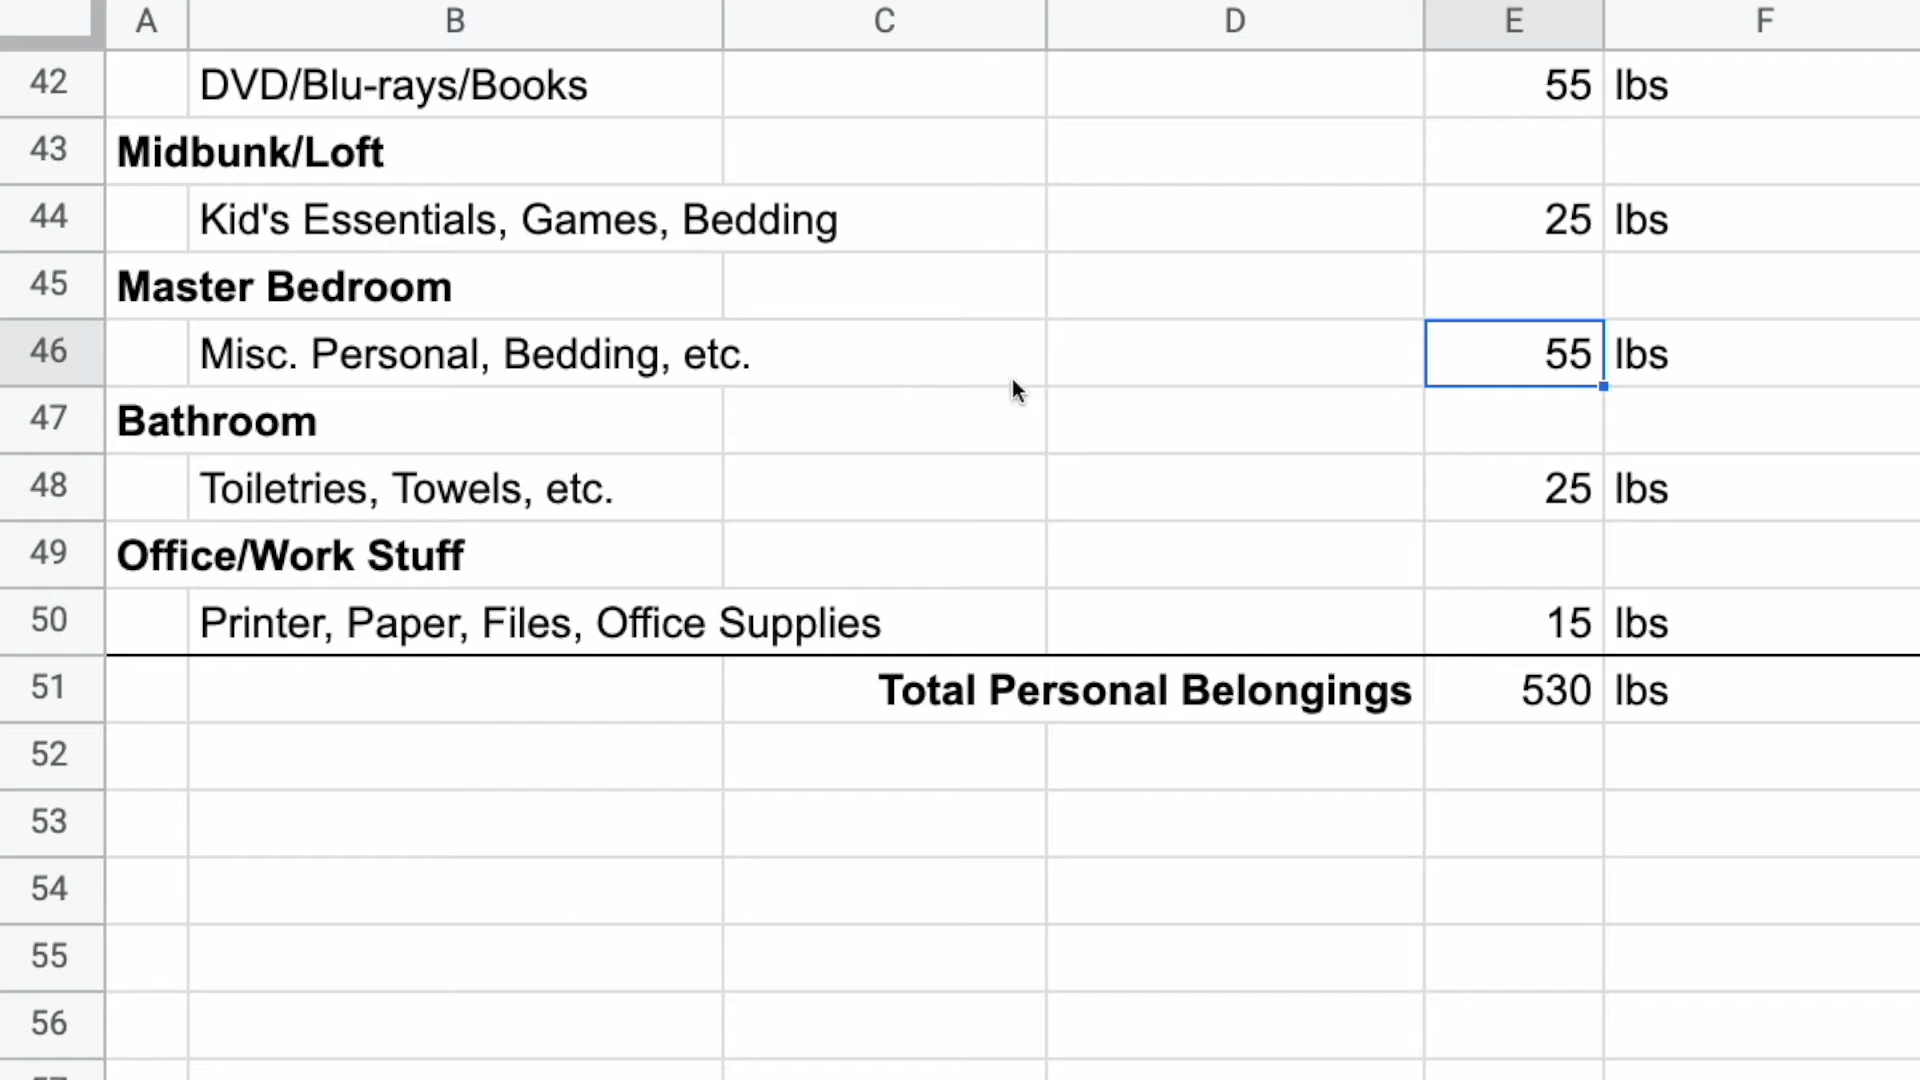 A B C D E F
42 DVD/Blu-rays/Books 55 lbs
43 Midbunk/Loft
44 Kid's Essentials, Games, Bedding 25 lbs
45 Master Bedroom
46 Misc. Personal, Bedding, etc. 55 lbs
47 Bathroom
48 Toiletries, Towels, etc. 25 lbs
49 Office/Work Stuff
50 Printer, Paper, Files, Office Supplies 15 lbs
51 Total Personal Belongings 530 lbs
52
53
54
55
56